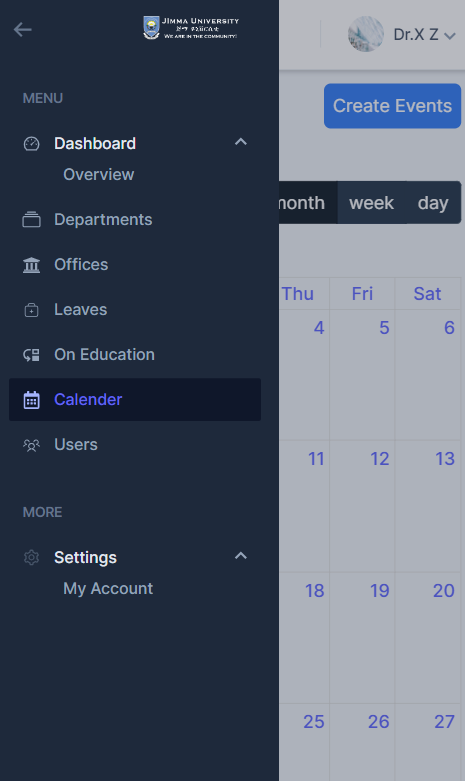 JIMMA UNIVERSITY
ጅማ ዩኒቨርሲቲ
WE ARE IN THE COMMUNITY!
Dr.X Z
MENU
Create Events
Dashboard
Overview
month week day
Departments
Offices
Thu Fri Sat
Leaves
4 5 6
On Education
Calender
Users
11 12 13
MORE
Settings
My Account
18 19 20
25 26 27